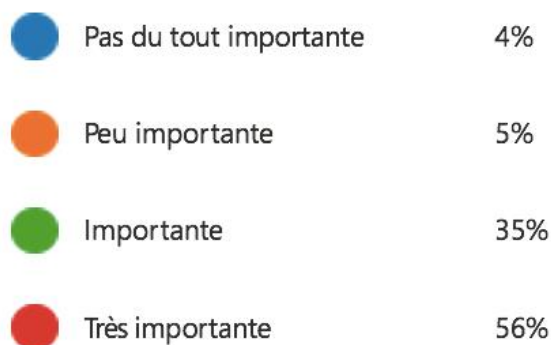 Pas du tout importante 4%
Peu importante 5%
Importante 35%
Très importante 56%